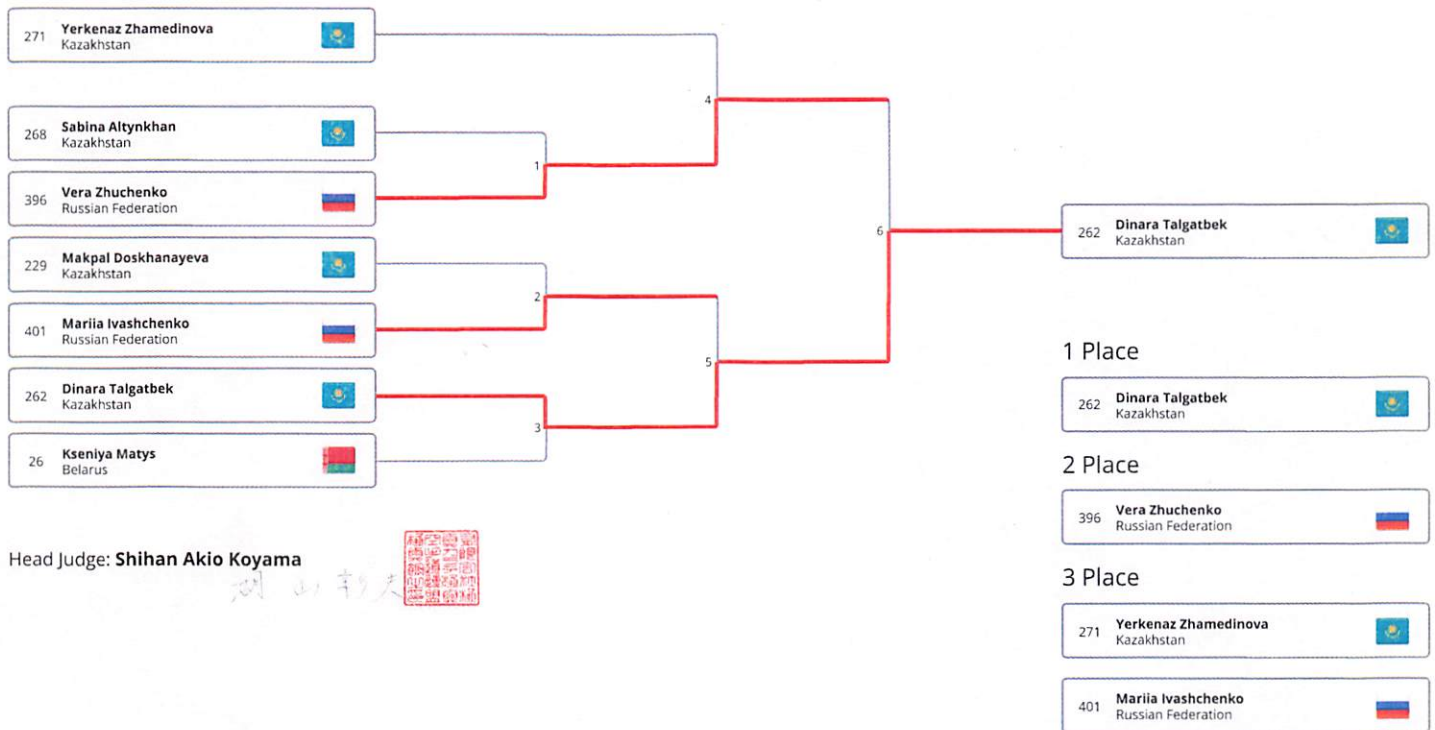 271 Yerkenaz Zhamedinova
Kazakhstan
4
268 Sabina Altynkhan
Kazakhstan
1
396 Vera Zhuchenko
Russian Federation
229 Makpal Doskhanayeva
Kazakhstan
2
401 Mariia Ivashchenko
Russian Federation
5
262 Dinara Talgatbek
Kazakhstan
3
26 Kseniya Matys
Belarus
6
262 Dinara Talgatbek
Kazakhstan
1 Place
262 Dinara Talgatbek
Kazakhstan
2 Place
396 Vera Zhuchenko
Russian Federation
3 Place
271 Yerkenaz Zhamedinova
Kazakhstan
401 Mariia Ivashchenko
Russian Federation
Head Judge: Shihan Akio Koyama